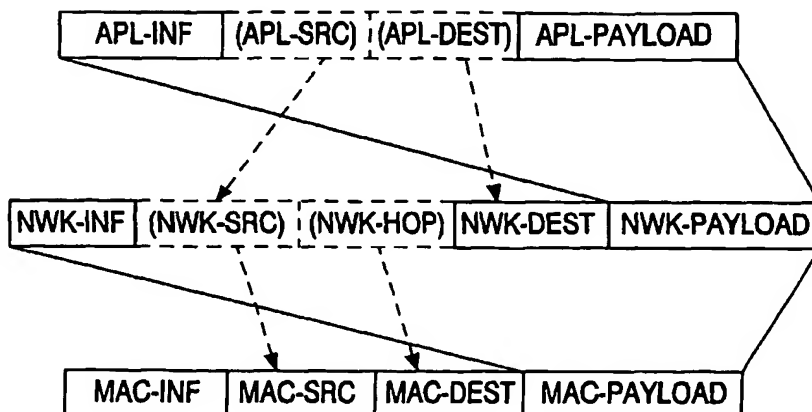 APL-INF (APL-SRC) (APL-DEST) APL-PAYLOAD
NWK-INF (NWK-SRC) (NWK-HOP) NWK-DEST NWK-PAYLOAD
MAC-INF MAC-SRC MAC-DEST MAC-PAYLOAD